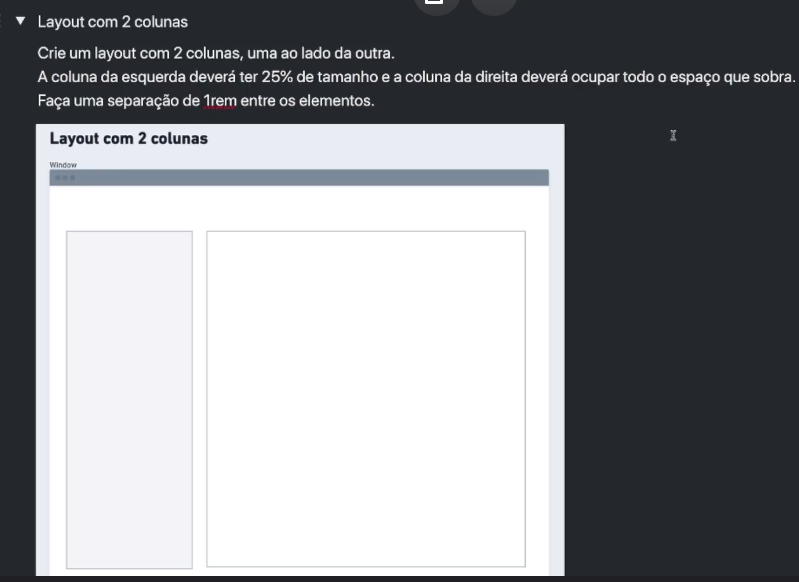 Layout com 2 colunas
Crie um layout com 2 colunas, uma ao lado da outra.
A coluna da esquerda deverá ter 25% de tamanho e a coluna da direita deverá ocupar todo o espaço que sobra.
Faça uma separação de 1rem entre os elementos.
Layout com 2 colunas
Window